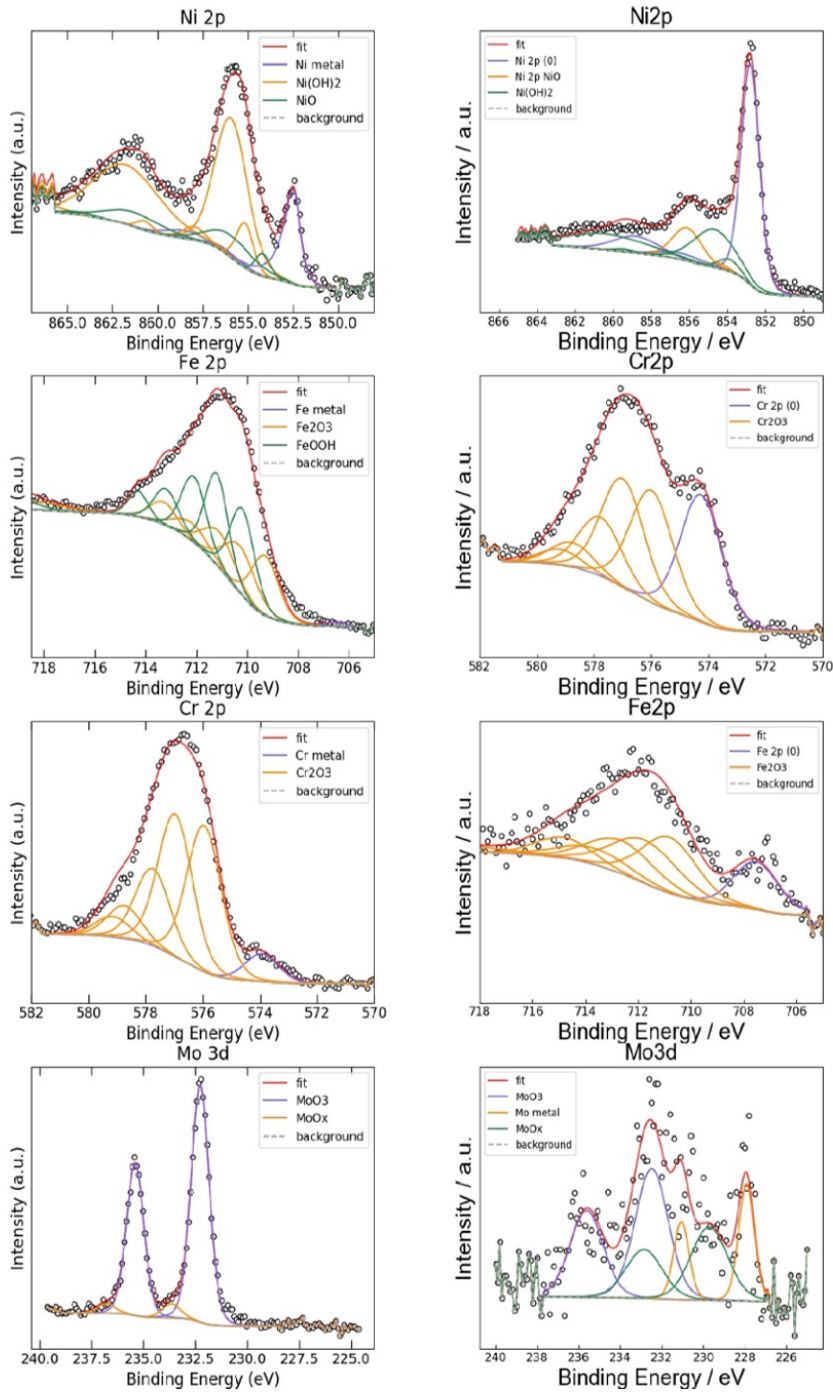 Ni 2p
Intensity (a.u.)
fit
Ni metal
Ni(OH)2
NiO
background
865.0 862.5 860.0 857.5 855.0 852.5 850.0
Binding Energy (eV)
Ni2p
Intensity / a.u.
fit
Ni 2p (0)
Ni 2p NiO
Ni(OH)2
background
866 864 862 860 858 856 854 852 850
Binding Energy / eV
Fe 2p
Intensity (a.u.)
fit
Fe metal
Fe2O3
FeOOH
background
718 716 714 712 710 708 706
Binding Energy (eV)
Cr2p
Intensity / a.u.
fit
Cr 2p (0)
Cr2O3
background
582 580 578 576 574 572 570
Binding Energy / eV
Cr 2p
Intensity (a.u.)
fit
Cr metal
Cr2O3
background
582 580 578 576 574 572 570
Binding Energy (eV)
Fe2p
Intensity / a.u.
fit
Fe 2p (0)
Fe2O3
background
718 716 714 712 710 708 706
Binding Energy / eV
Mo 3d
Intensity (a.u.)
fit
MoO3
MoOx
background
240.0 237.5 235.0 232.5 230.0 227.5 225.0
Binding Energy (eV)
Mo3d
Intensity / a.u.
fit
MoO3
Mo metal
MoOx
background
240 238 236 234 232 230 228 226
Binding Energy / eV